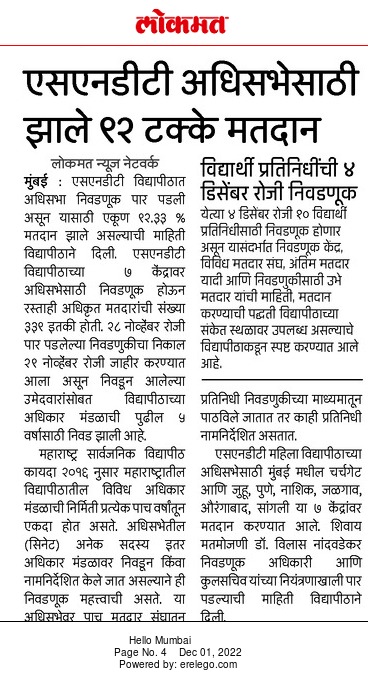 लोकमत
एसएनडीटी अधिसभेसाठी
झाले ९२ टक्के मतदान
लोकमत न्यूज नेटवर्क
मुंबई : एसएनडीटी विद्यापीठात
अधिसभा निवडणूक पार पडली
असून यासाठी एकूण ९२.३३ %
मतदान झाले असल्याची माहिती
विद्यापीठाने दिली. एसएनडीटी
विद्यापीठाच्या ७ केंद्रावर
अधिसभेसाठी निवडणूक होऊन
रस्ताही अधिकृत मतदारांची संख्या
३३९ इतकी होती. २८ नोव्हेंबर रोजी
पार पडलेल्या निवडणुकीचा निकाल
२९ नोव्हेंबर रोजी जाहीर करण्यात
आला असून निवडून आलेल्या
उमेदवारांसोबत विद्यापीठाच्या
अधिकार मंडळाची पुढील ५
वर्षासाठी निवड झाली आहे.
महाराष्ट्र सार्वजनिक विद्यापीठ
कायदा २०१६ नुसार महाराष्ट्रातील
विद्यापीठातील विविध अधिकार
मंडळाची निर्मिती प्रत्येक पाच वर्षातून
एकदा होत असते. अधिसभेतील
(सिनेट) अनेक सदस्य इतर
अधिकार मंडळावर निवडून किंवा
नामनिर्देशित केले जात असल्याने ही
निवडणूक महत्त्वाची असते. या
अधिसभेवर पाच मतदार संघातून
विद्यार्थी प्रतिनिधींची ४
डिसेंबर रोजी निवडणूक
येत्या ४ डिसेंबर रोजी १० विद्यार्थी
प्रतिनिधीसाठी निवडणूक होणार
असून यासंदर्भात निवडणूक केंद्र,
विविध मतदार संघ, अंतिम मतदार
यादी आणि निवडणुकीसाठी उभे
मतदार यांची माहिती, मतदान
करण्याची पद्धती विद्यापीठाच्या
संकेत स्थळावर उपलब्ध असल्याचे
विद्यापीठाकडून स्पष्ट करण्यात आले
आहे.
प्रतिनिधी निवडणुकीच्या माध्यमातून
पाठविले जातात तर काही प्रतिनिधी
नामनिर्देशित असतात.
एसएनडीटी महिला विद्यापीठाच्या
अधिसभेसाठी मुंबई मधील चर्चगेट
आणि जुहू, पुणे, नाशिक, जळगाव,
औरंगाबाद, सांगली या ७ केंद्रांवर
मतदान करण्यात आले. शिवाय
मतमोजणी डॉ. विलास नांदवडेकर
निवडणूक अधिकारी आणि
कुलसचिव यांच्या नियंत्रणाखाली पार
पडल्याची माहिती विद्यापीठाने
दिली.
Hello Mumbai
Page No. 4 Dec 01, 2022
Powered by: erelego.com